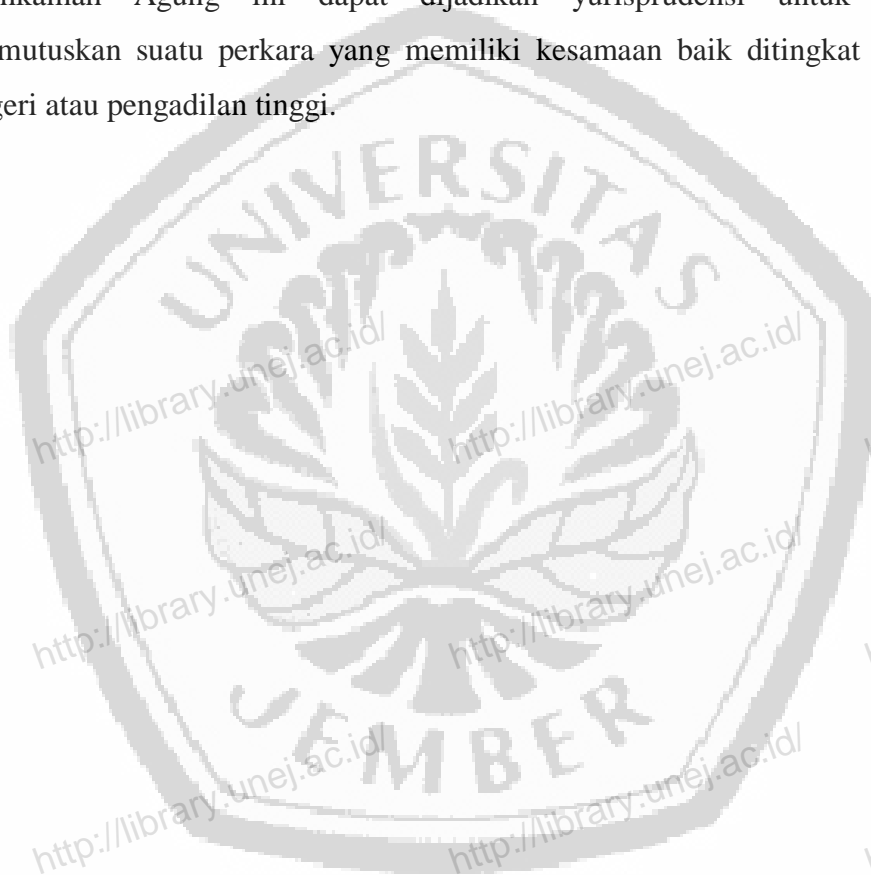 Agung ini dapat dijadikan yurisprudensi untuk
mutuskan suatu perkara yang memiliki kesamaan baik ditingkat
geri atau pengadilan tinggi.
UNIVERSITAS
http://library.unej.ac.id/ http://library.unej.ac.id/
http://library.unej.ac.id/ http://library.unej.ac.id/
JEMBER
http://library.unej.ac.id/ http://library.unej.ac.id/